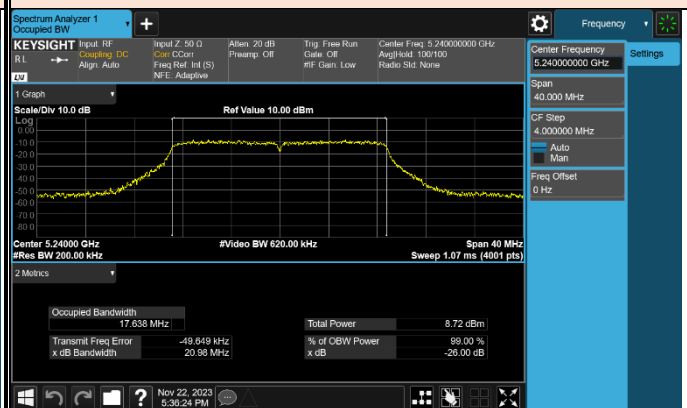 Spectrum Analyzer 1
Occupied BW
+
Frequency
KEYSIGHT
Input: RF
Coupling: DC
Align: Auto
Input Z: 50 Ω
Corr CCorr
Freq Ref: Int (S)
NFE: Adaptive
Atten: 20 dB
Preamp: Off
Trig: Free Run
Gate: Off
#IF Gain: Low
Center Freq: 5.240000000 GHz
Avg|Hold: 100/100
Radio Std: None
RL
LXI
Center Frequency
5.240000000 GHz
Settings
Span
40.000 MHz
CF Step
4.000000 MHz
Auto
Man
Freq Offset
0 Hz
1 Graph
Scale/Div 10.0 dB
Ref Value 10.00 dBm
Log
0.00
-10.0
-20.0
-30.0
-40.0
-50.0
-60.0
-70.0
-80.0
Center 5.24000 GHz
#Video BW 620.00 kHz
Span 40 MHz
#Res BW 200.00 kHz
Sweep 1.07 ms (4001 pts)
2 Metrics
Occupied Bandwidth
17.638 MHz
Total Power
8.72 dBm
Transmit Freq Error
-49.649 kHz
% of OBW Power
99.00 %
x dB Bandwidth
20.98 MHz
x dB
-26.00 dB
?
Nov 22, 2023
5:36:24 PM